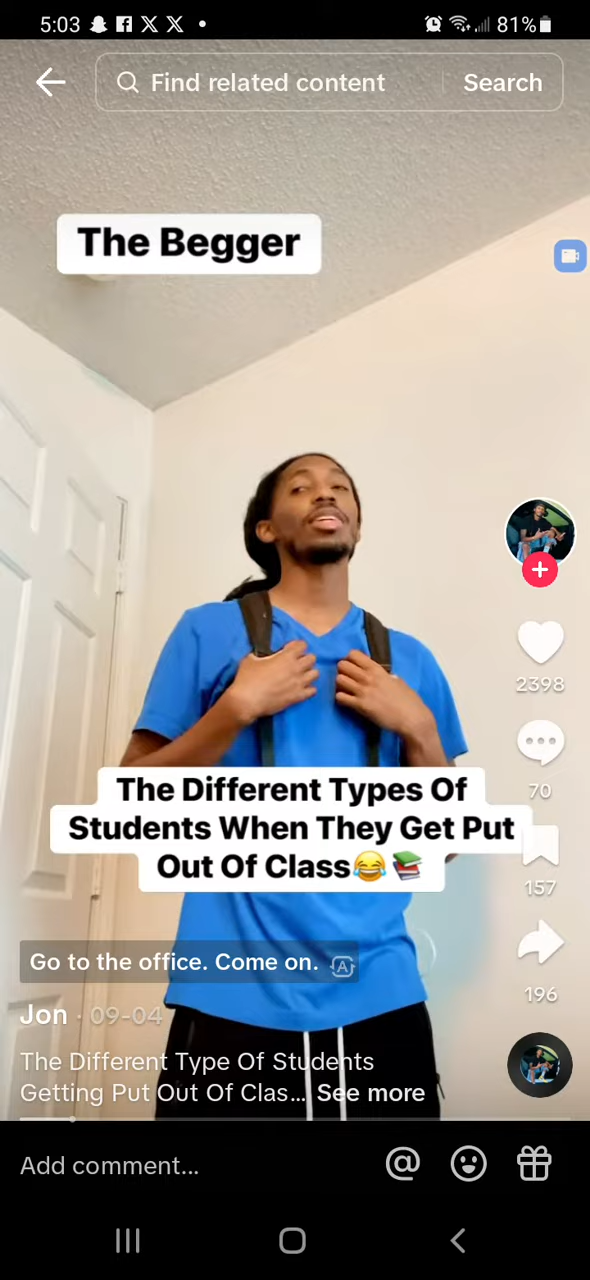 5:03
81%
Find related content
Search
The Begger
2398
70
The Different Types Of
Students When They Get Put
Out Of Class😂📚
157
Go to the office. Come on.
196
Jon · 09-04
The Different Type Of Students
Getting Put Out Of Clas... See more
Add comment...